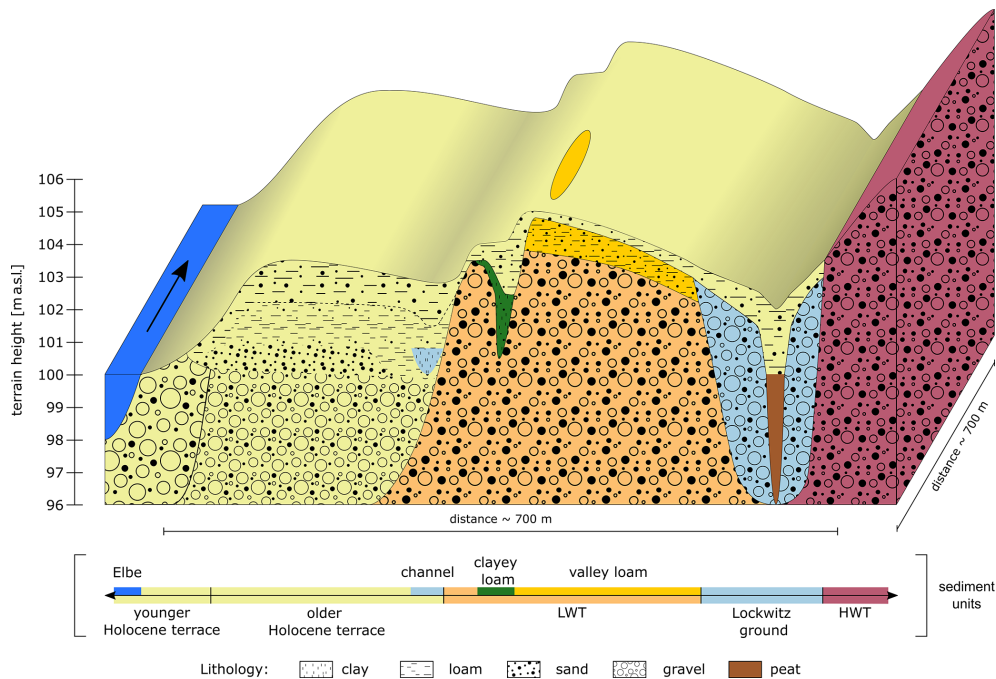 106
105
104
103
102
101
100
99
98
97
96
terrain height [m a.s.l.]
distance ~ 700 m
distance ~ 700 m
Elbe
channel
clayey
loam
valley loam
younger
Holocene terrace
older
Holocene terrace
LWT
Lockwitz
ground
HWT
sediment
units
Lithology:
clay
loam
sand
gravel
peat